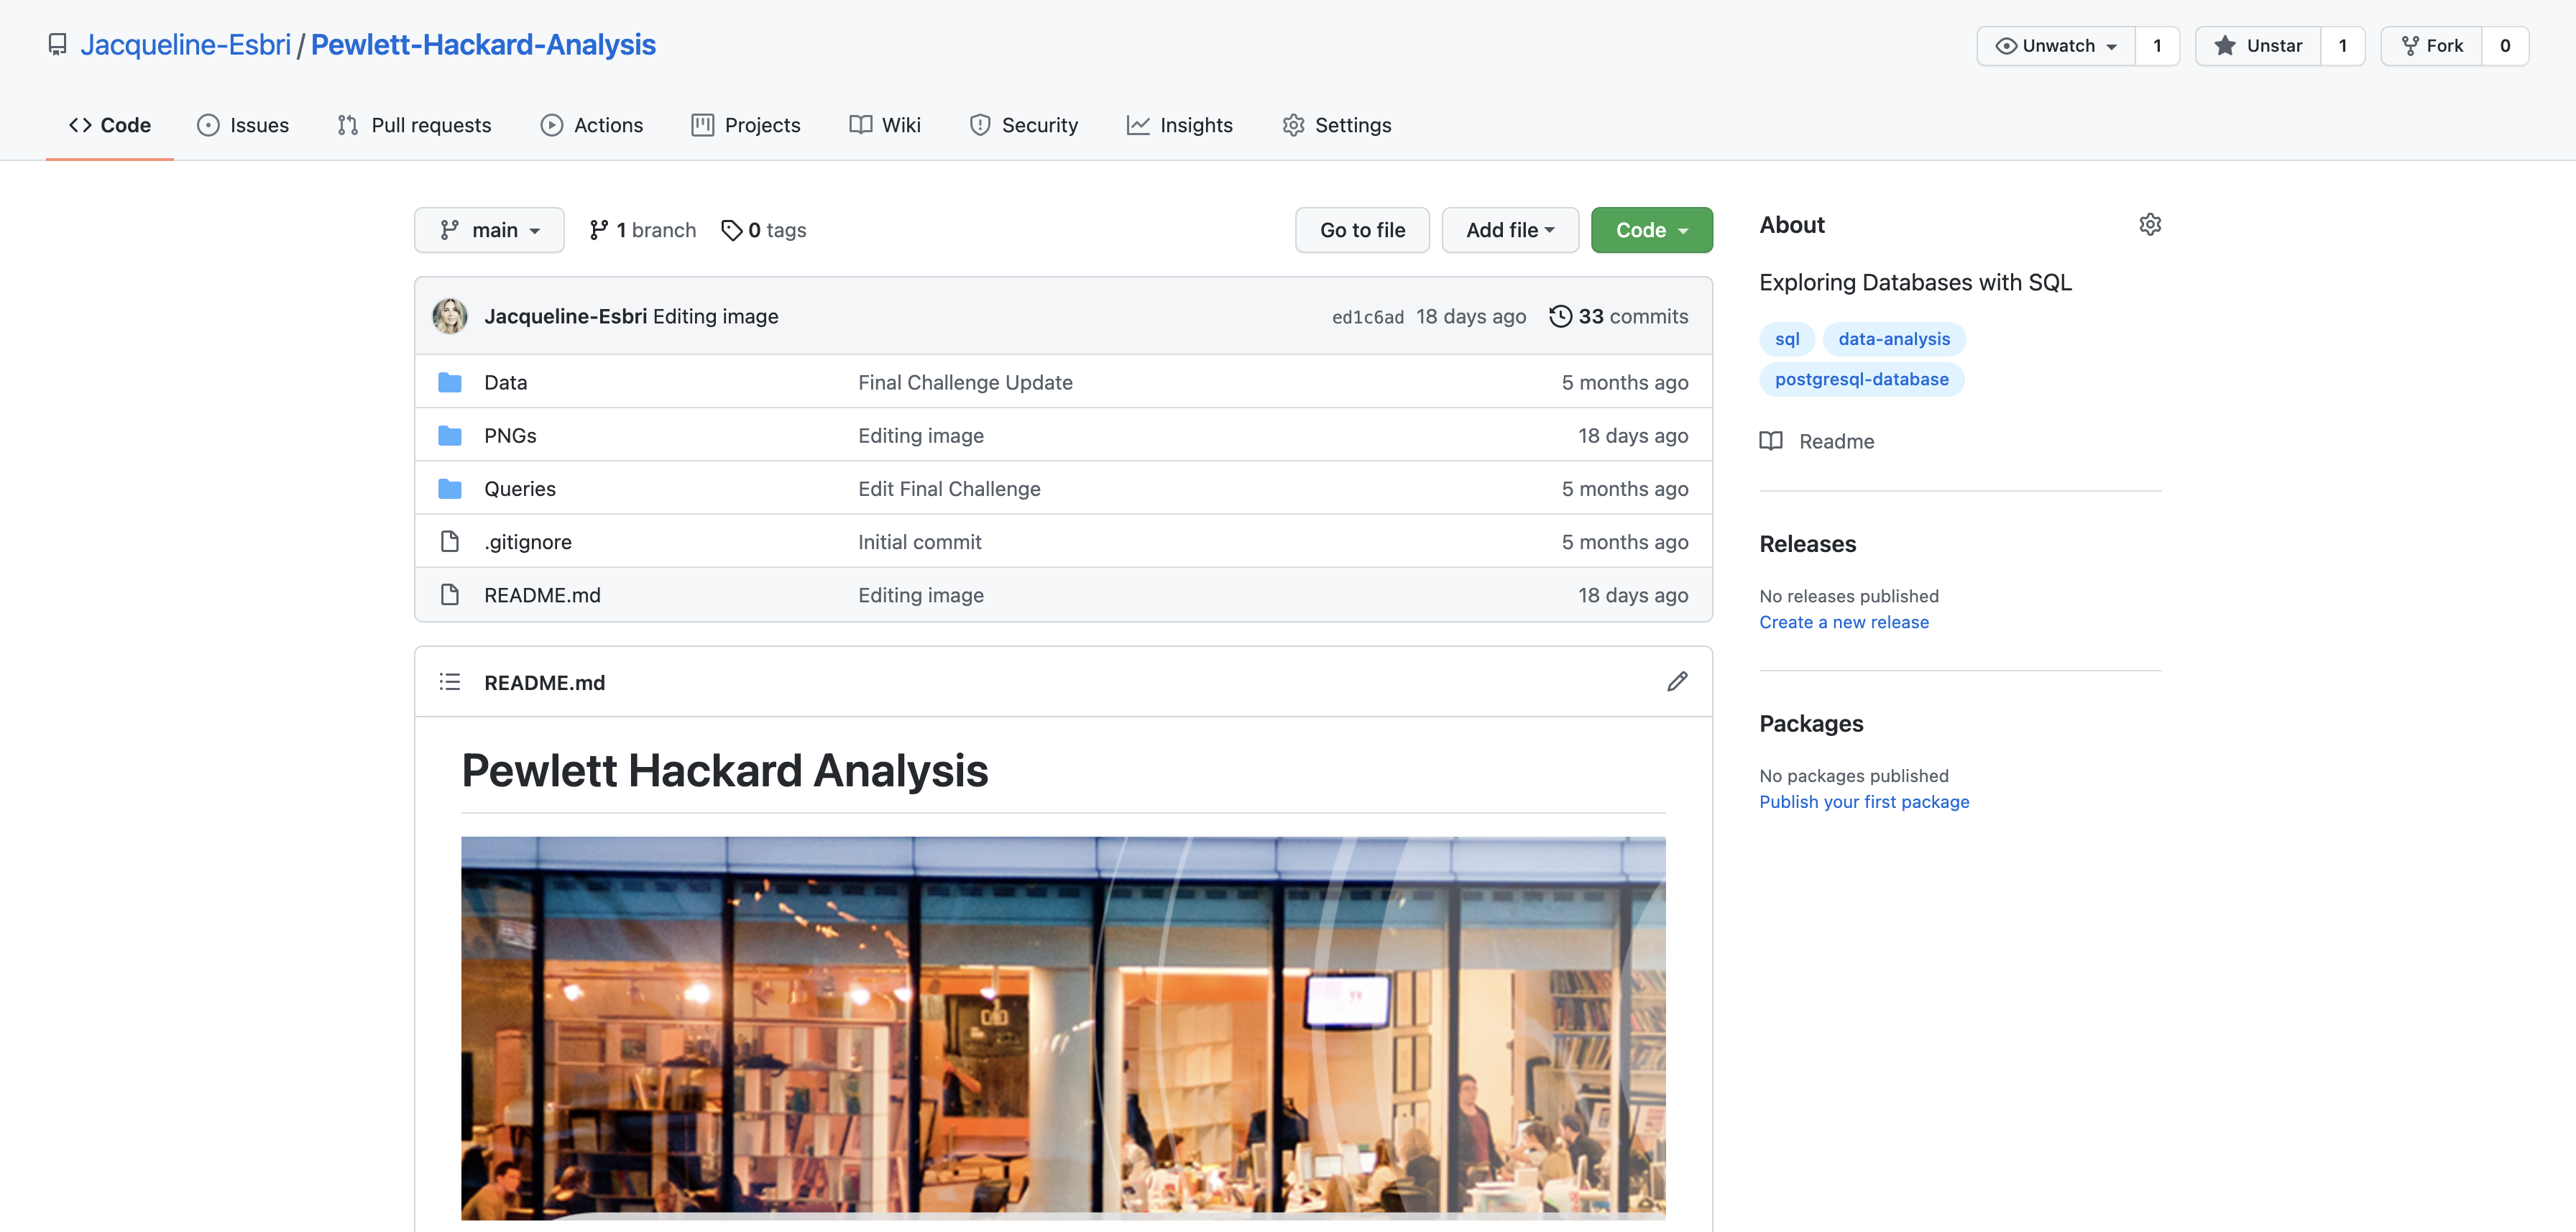 Jacqueline-Esbri / Pewlett-Hackard-Analysis
Unwatch 1 Unstar 1 Fork 0
Code Issues Pull requests Actions Projects Wiki Security Insights Settings
main 1 branch 0 tags Go to file Add file Code
Jacqueline-Esbri Editing image ed1c6ad 18 days ago 33 commits
Data Final Challenge Update 5 months ago
PNGs Editing image 18 days ago
Queries Edit Final Challenge 5 months ago
.gitignore Initial commit 5 months ago
README.md Editing image 18 days ago
README.md
Pewlett Hackard Analysis
About
Exploring Databases with SQL
sql data-analysis
postgresql-database
Readme
Releases
No releases published
Create a new release
Packages
No packages published
Publish your first package